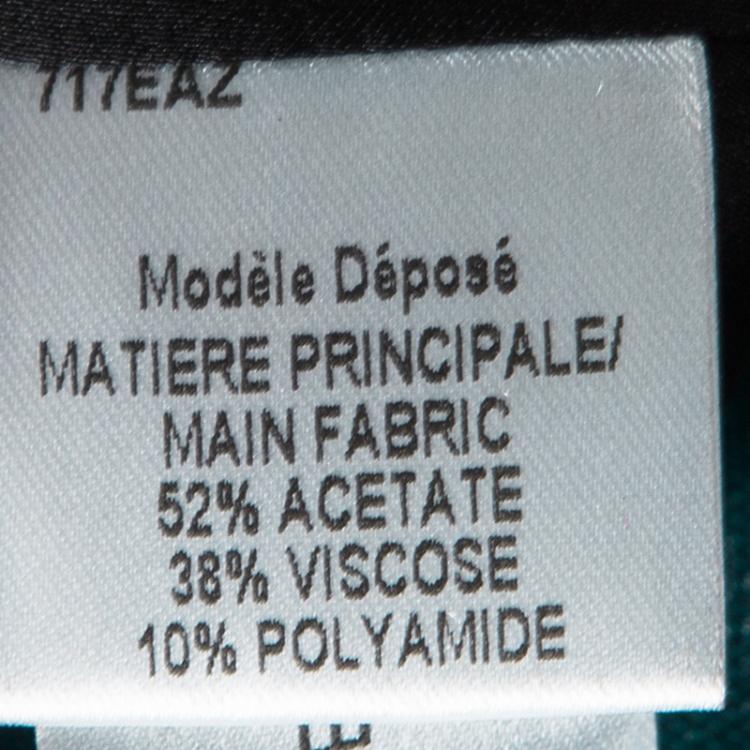 717EAZ
Modèle Déposé
MATIERE PRINCIPALE/
MAIN FABRIC
52% ACETATE
38% VISCOSE
10% POLYAMIDE